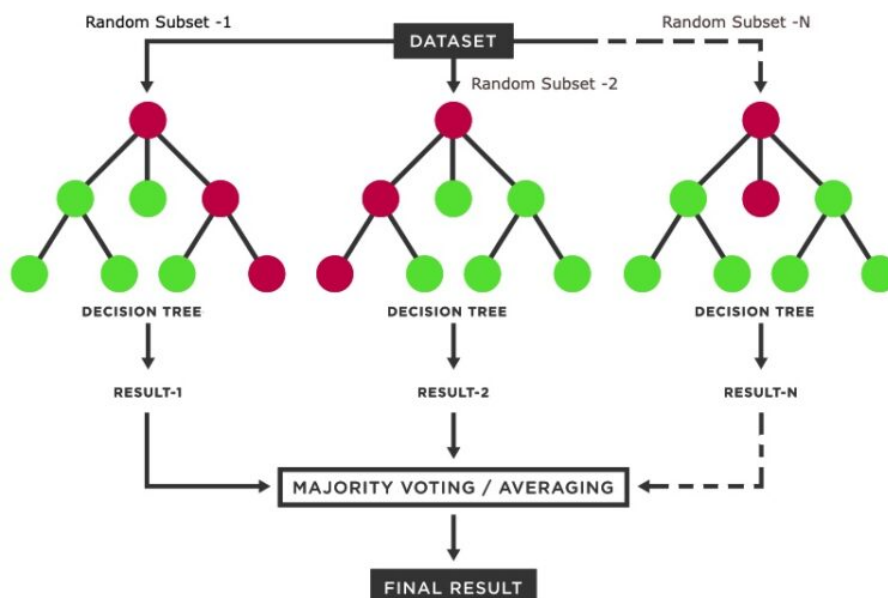 Random Subset -1
DATASET
Random Subset -N
Random Subset -2
DECISION TREE
DECISION TREE
DECISION TREE
RESULT-1
RESULT-2
RESULT-N
MAJORITY VOTING / AVERAGING
FINAL RESULT